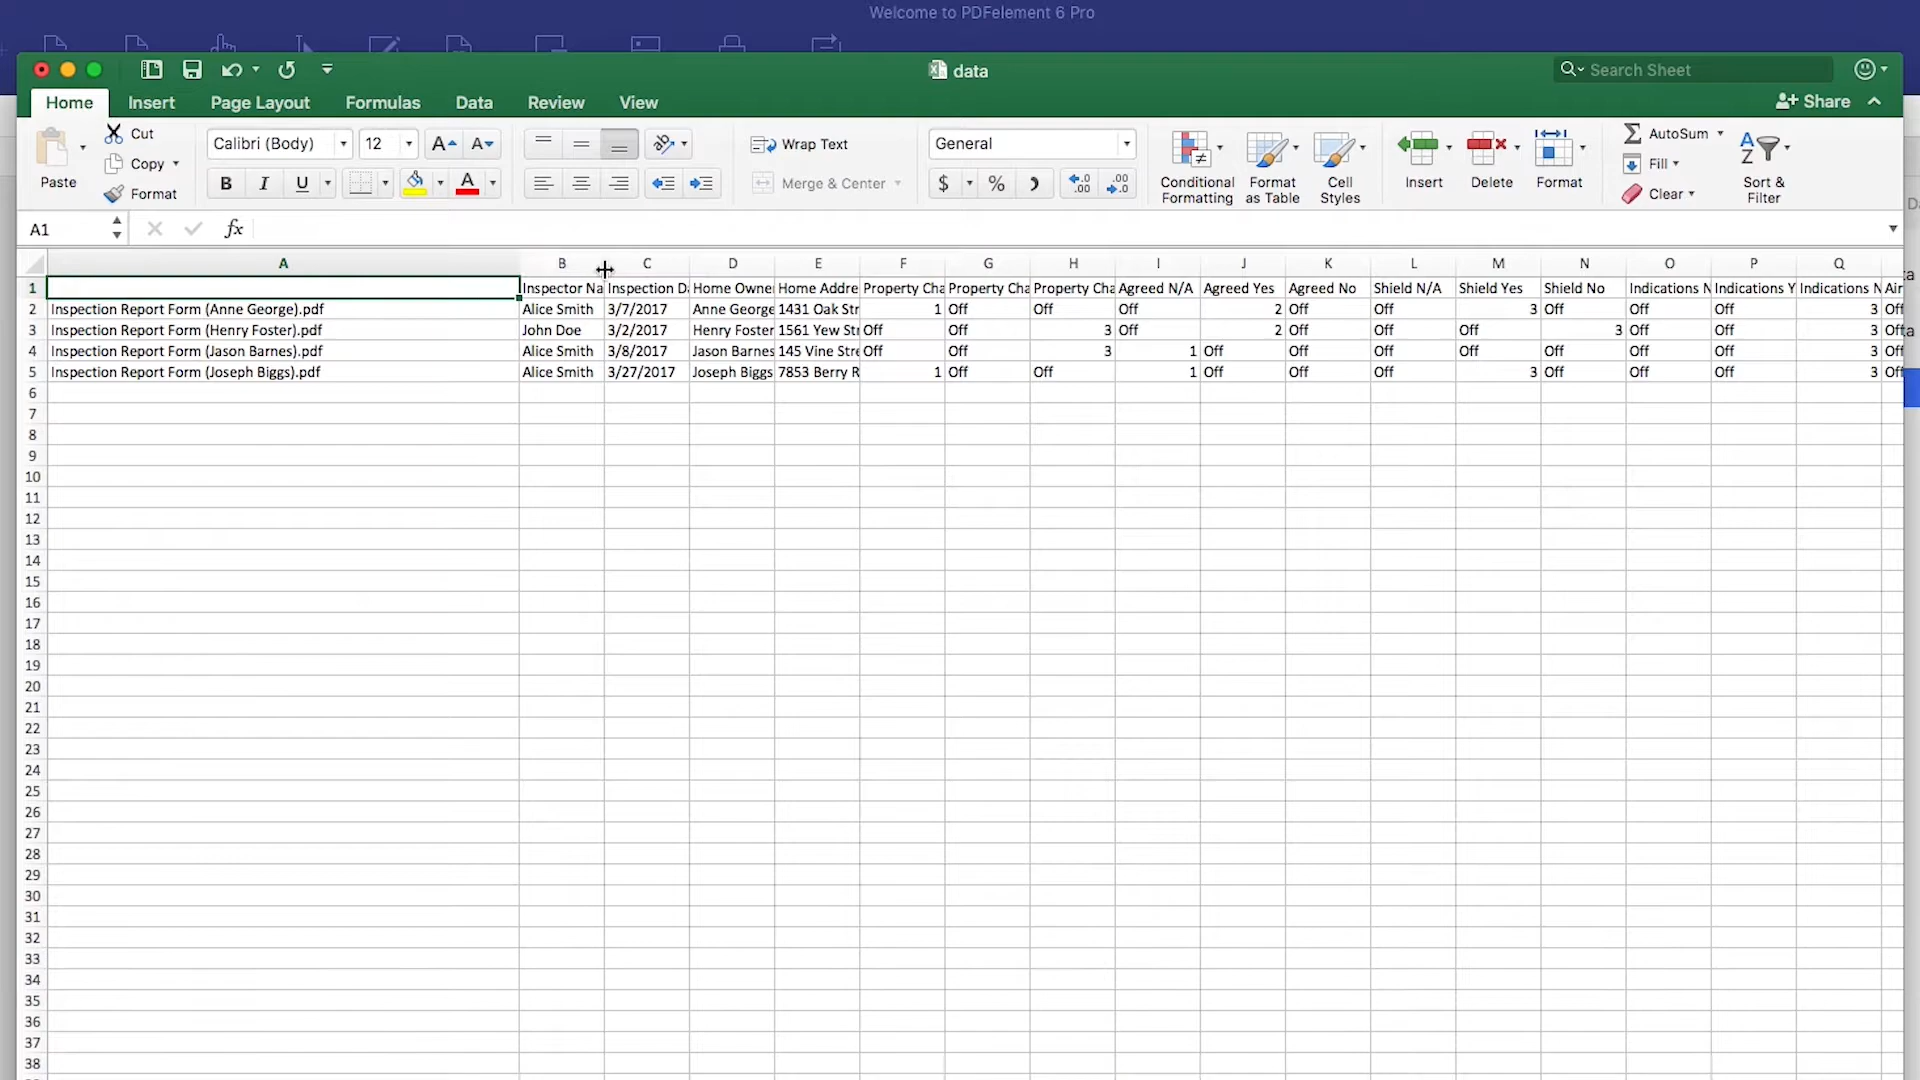 Welcome to PDFelement 6 Pro
data
Search Sheet
Home Insert Page Layout Formulas Data Review View
Share
Paste
Cut
Copy
Format
Calibri (Body) 12
Wrap Text
Merge & Center
General
Conditional Formatting
Format as Table
Cell Styles
Insert
Delete
Format
AutoSum
Fill
Clear
Sort & Filter
A1 fx
A B C D E F G H I J K L M N O P Q
1 Inspector Na Inspection Da Home Owner Home Addre Property Cha Property Cha Property Cha Agreed N/A Agreed Yes Agreed No Shield N/A Shield Yes Shield No Indications N Indications Y Indications N Air
2 Inspection Report Form (Anne George).pdf Alice Smith 3/7/2017 Anne George 1431 Oak Str 1 Off Off Off 2 Off Off 3 Off Off Off 3 Off
3 Inspection Report Form (Henry Foster).pdf John Doe 3/2/2017 Henry Foster 1561 Yew Str Off Off 3 Off 2 Off Off Off 3 Off Off 3 Off
4 Inspection Report Form (Jason Barnes).pdf Alice Smith 3/8/2017 Jason Barnes 145 Vine Stre Off Off 3 1 Off Off Off Off Off Off Off 3 Off
5 Inspection Report Form (Joseph Biggs).pdf Alice Smith 3/27/2017 Joseph Biggs 7853 Berry R 1 Off Off 1 Off Off Off 3 Off Off Off 3 Off
6
7
8
9
10
11
12
13
14
15
16
17
18
19
20
21
22
23
24
25
26
27
28
29
30
31
32
33
34
35
36
37
38